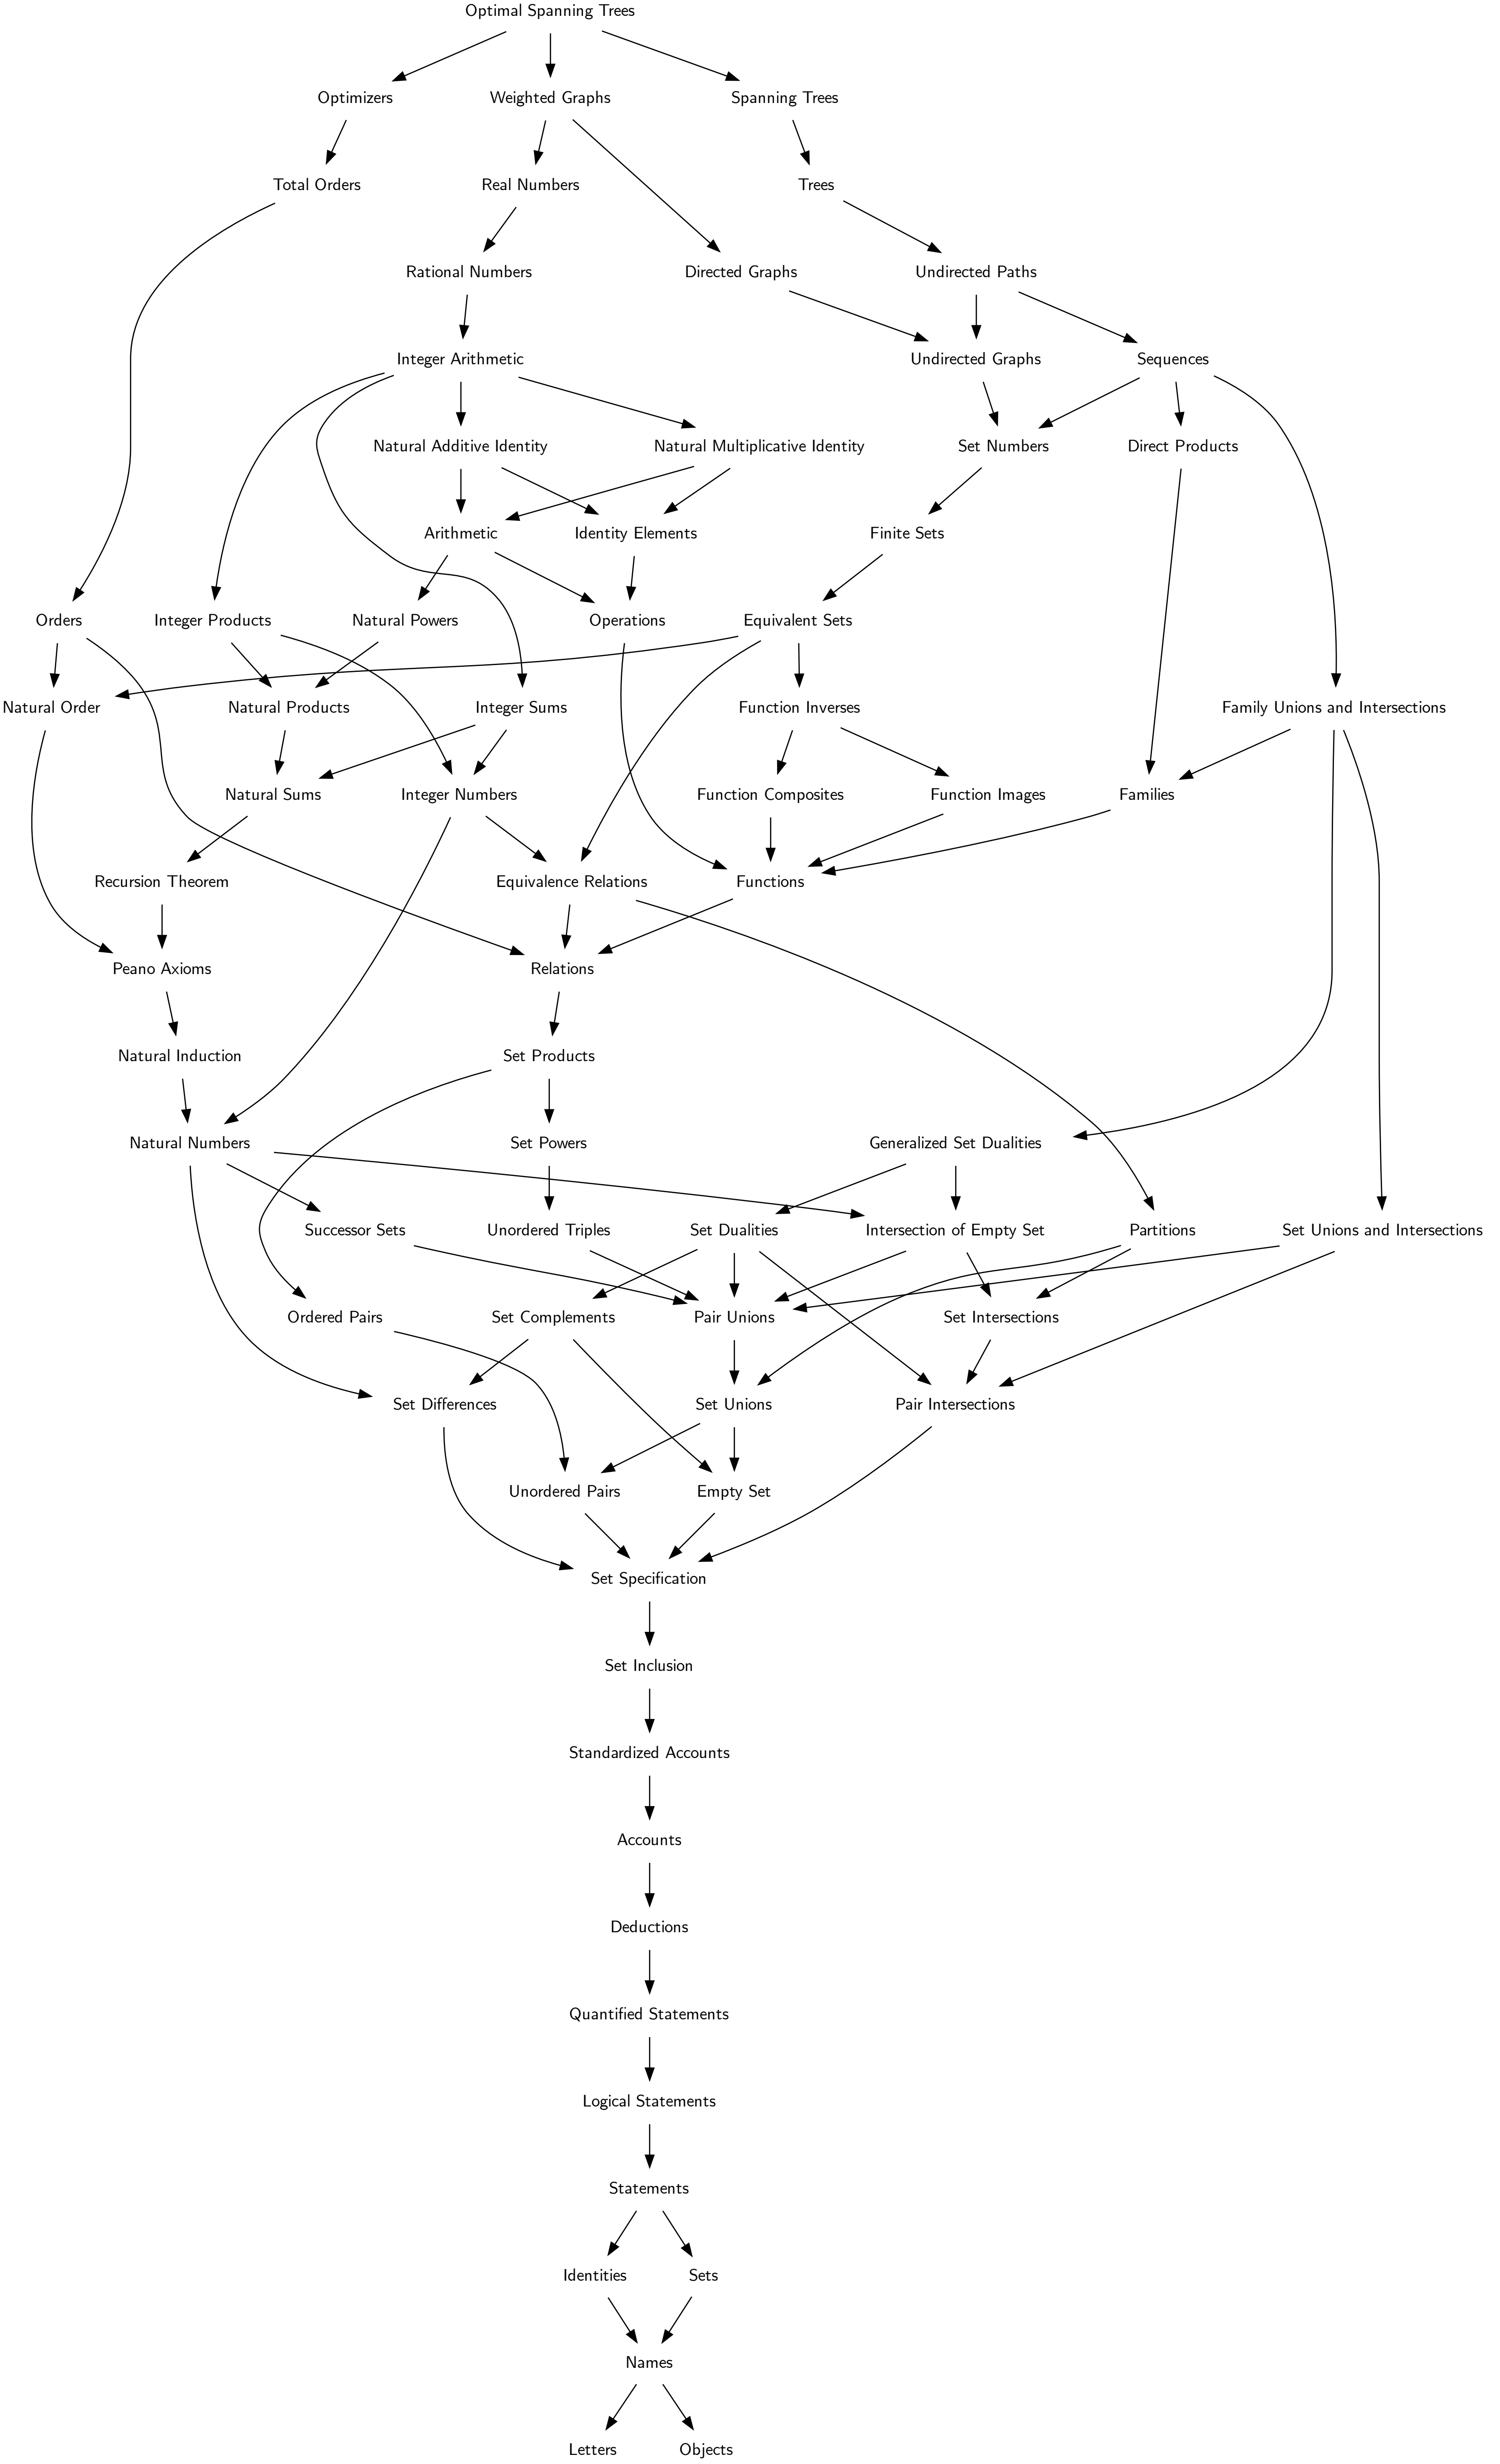 Optimal Spanning Trees
Optimizers
Weighted Graphs
Spanning Trees
Total Orders
Real Numbers
Trees
Rational Numbers
Directed Graphs
Undirected Paths
Integer Arithmetic
Undirected Graphs
Sequences
Natural Additive Identity
Natural Multiplicative Identity
Set Numbers
Direct Products
Arithmetic
Identity Elements
Finite Sets
Orders
Integer Products
Natural Powers
Operations
Equivalent Sets
Natural Order
Natural Products
Integer Sums
Function Inverses
Family Unions and Intersections
Natural Sums
Integer Numbers
Function Composites
Function Images
Families
Recursion Theorem
Equivalence Relations
Functions
Peano Axioms
Relations
Natural Induction
Set Products
Natural Numbers
Set Powers
Generalized Set Dualities
Successor Sets
Unordered Triples
Set Dualities
Intersection of Empty Set
Partitions
Set Unions and Intersections
Ordered Pairs
Set Complements
Pair Unions
Set Intersections
Set Differences
Set Unions
Pair Intersections
Unordered Pairs
Empty Set
Set Specification
Set Inclusion
Standardized Accounts
Accounts
Deductions
Quantified Statements
Logical Statements
Statements
Identities
Sets
Names
Letters
Objects